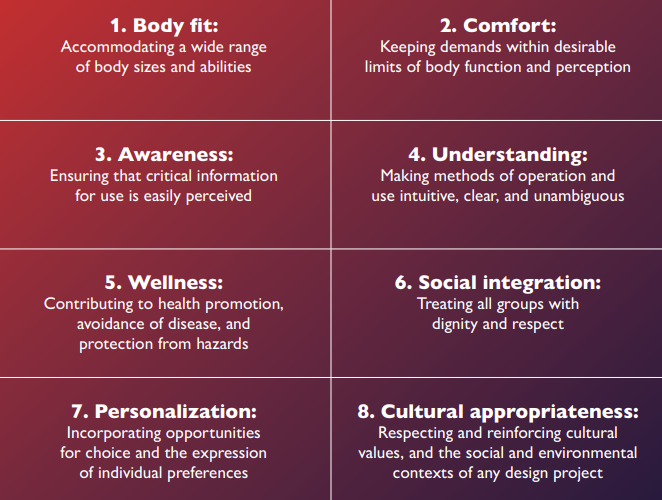 1. Body fit:
Accommodating a wide range
of body sizes and abilities
2. Comfort:
Keeping demands within desirable
limits of body function and perception
3. Awareness:
Ensuring that critical information
for use is easily perceived
4. Understanding:
Making methods of operation and
use intuitive, clear, and unambiguous
5. Wellness:
Contributing to health promotion,
avoidance of disease, and
protection from hazards
6. Social integration:
Treating all groups with
dignity and respect
7. Personalization:
Incorporating opportunities
for choice and the expression
of individual preferences
8. Cultural appropriateness:
Respecting and reinforcing cultural
values, and the social and environmental
contexts of any design project